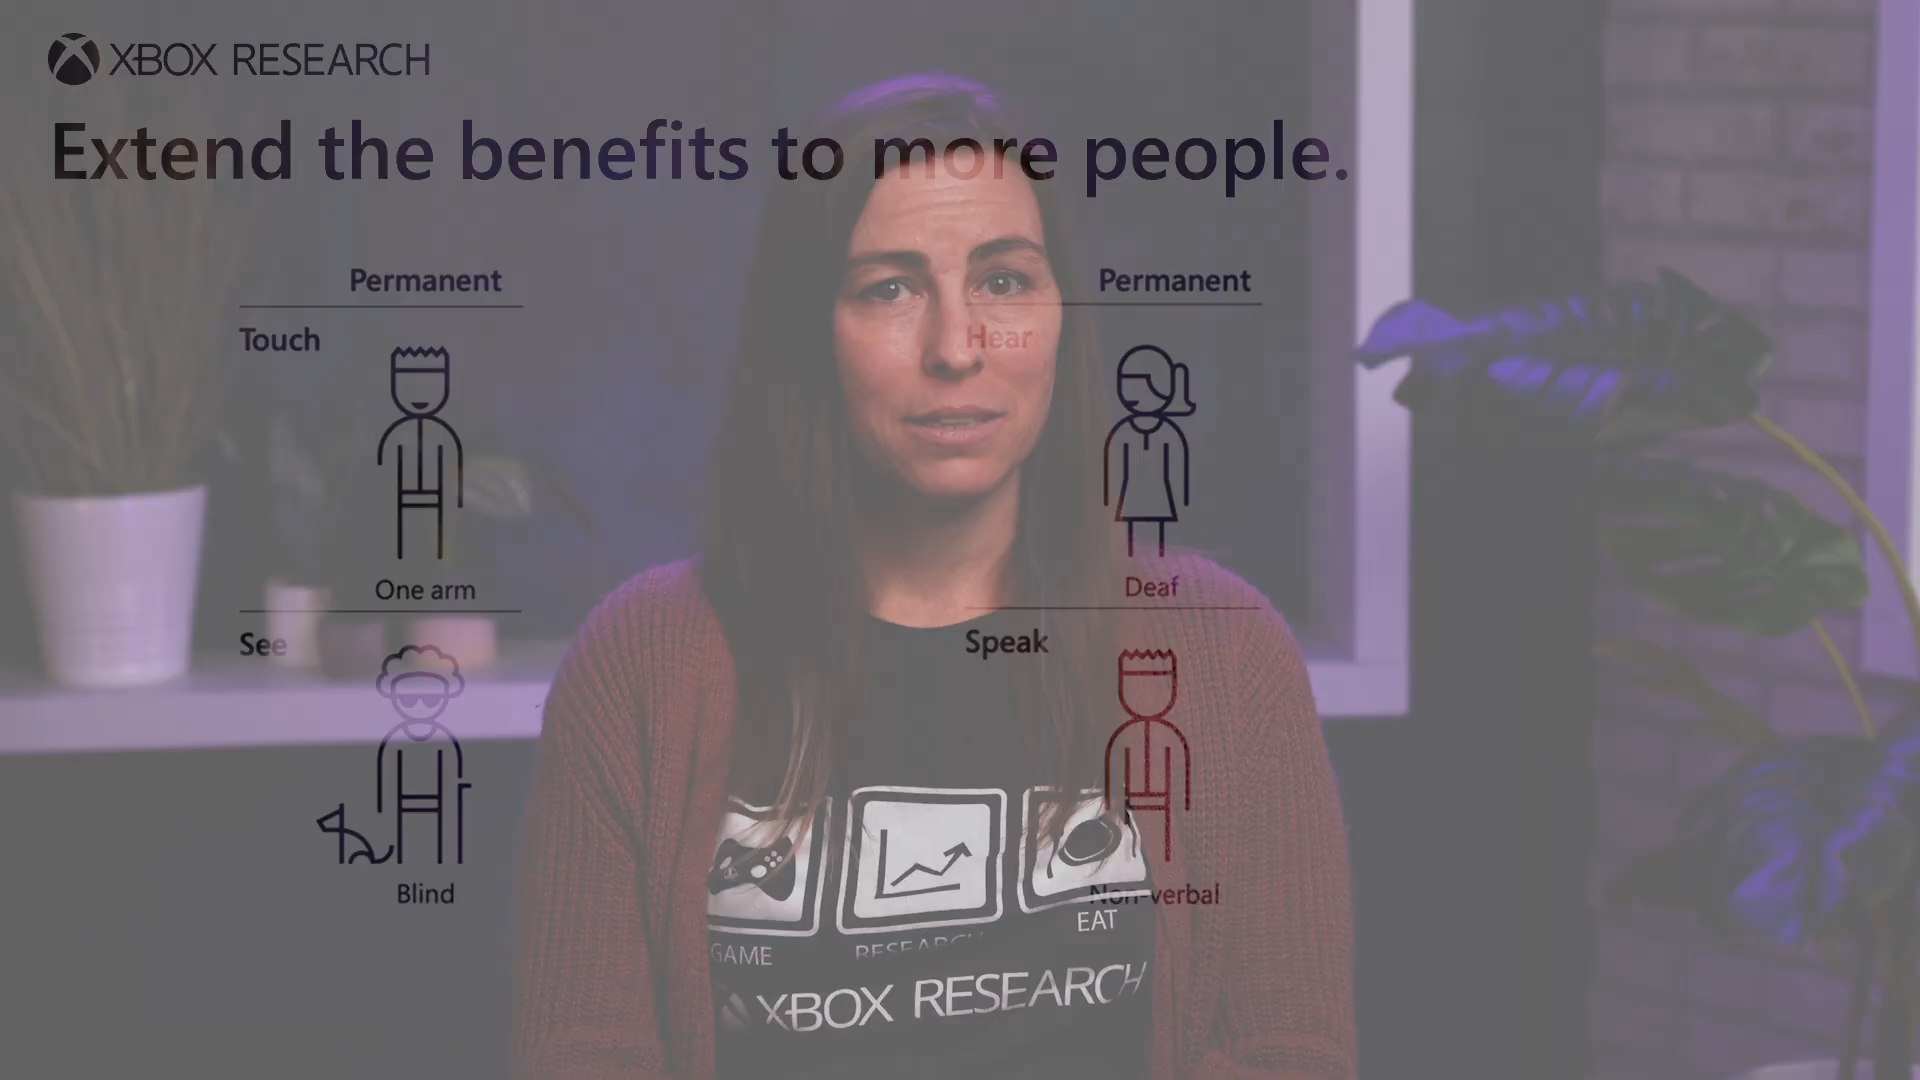 XBOX RESEARCH
Extend the benefits to more people.
Permanent
Touch
One arm
See
Blind
Permanent
Hear
Deaf
Speak
Non-verbal
GAME
RESEARCH
EAT
XBOX RESEARCH